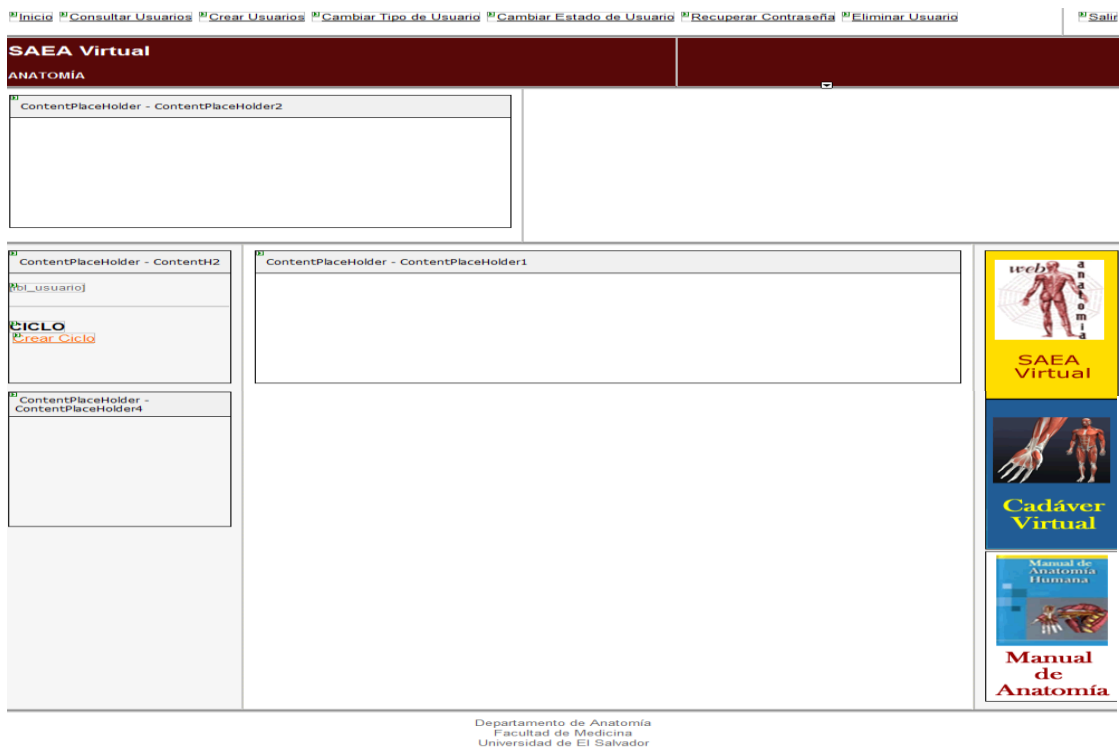 Inicio Consultar Usuarios Crear Usuarios Cambiar Tipo de Usuario Cambiar Estado de Usuario Recuperar Contraseña Eliminar Usuario Salir
SAEA Virtual
ANATOMÍA
ContentPlaceHolder - ContentPlaceHolder2
ContentPlaceHolder - ContentH2
[lbl_usuario]
CICLO
Crear Ciclo
ContentPlaceHolder -
ContentPlaceHolder4
ContentPlaceHolder - ContentPlaceHolder1
web
anatomia
SAEA
Virtual
Cadáver
Virtual
Manual de
Anatomía
Humana
Manual
de
Anatomía
Departamento de Anatomía
Facultad de Medicina
Universidad de El Salvador